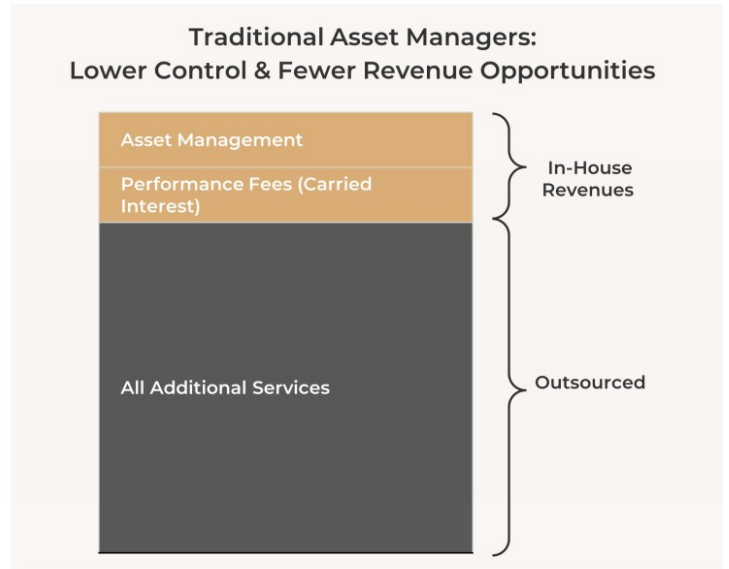 Traditional Asset Managers:
Lower Control & Fewer Revenue Opportunities
Asset Management
Performance Fees (Carried
Interest)
In-House
Revenues
All Additional Services
Outsourced